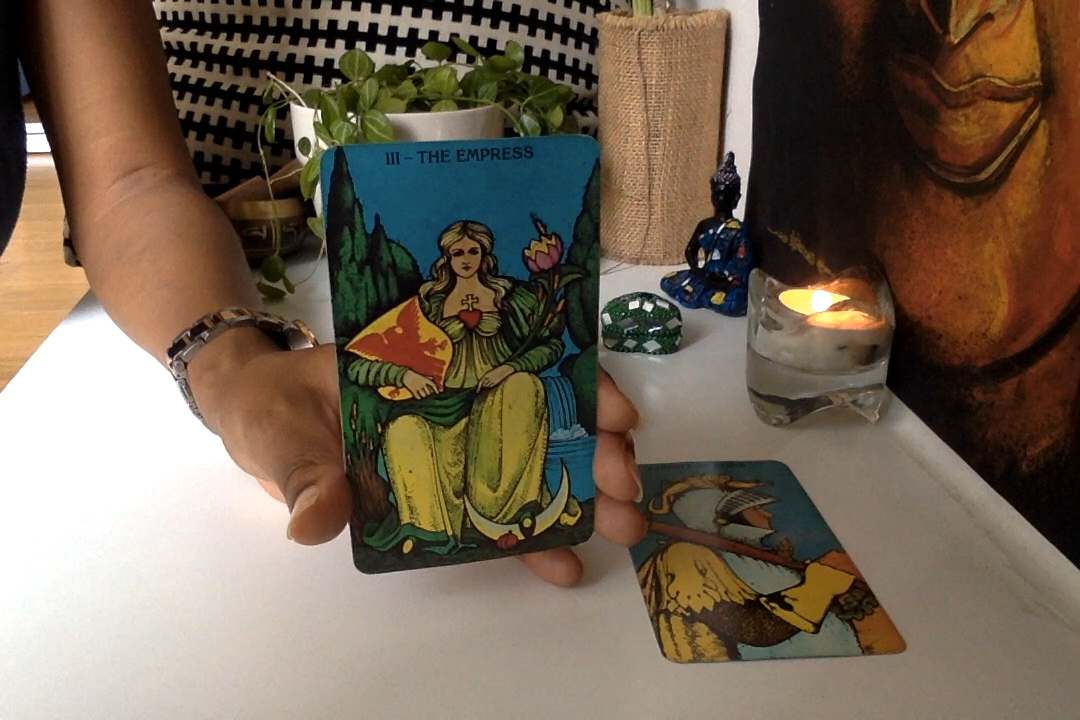 III – THE EMPRESS